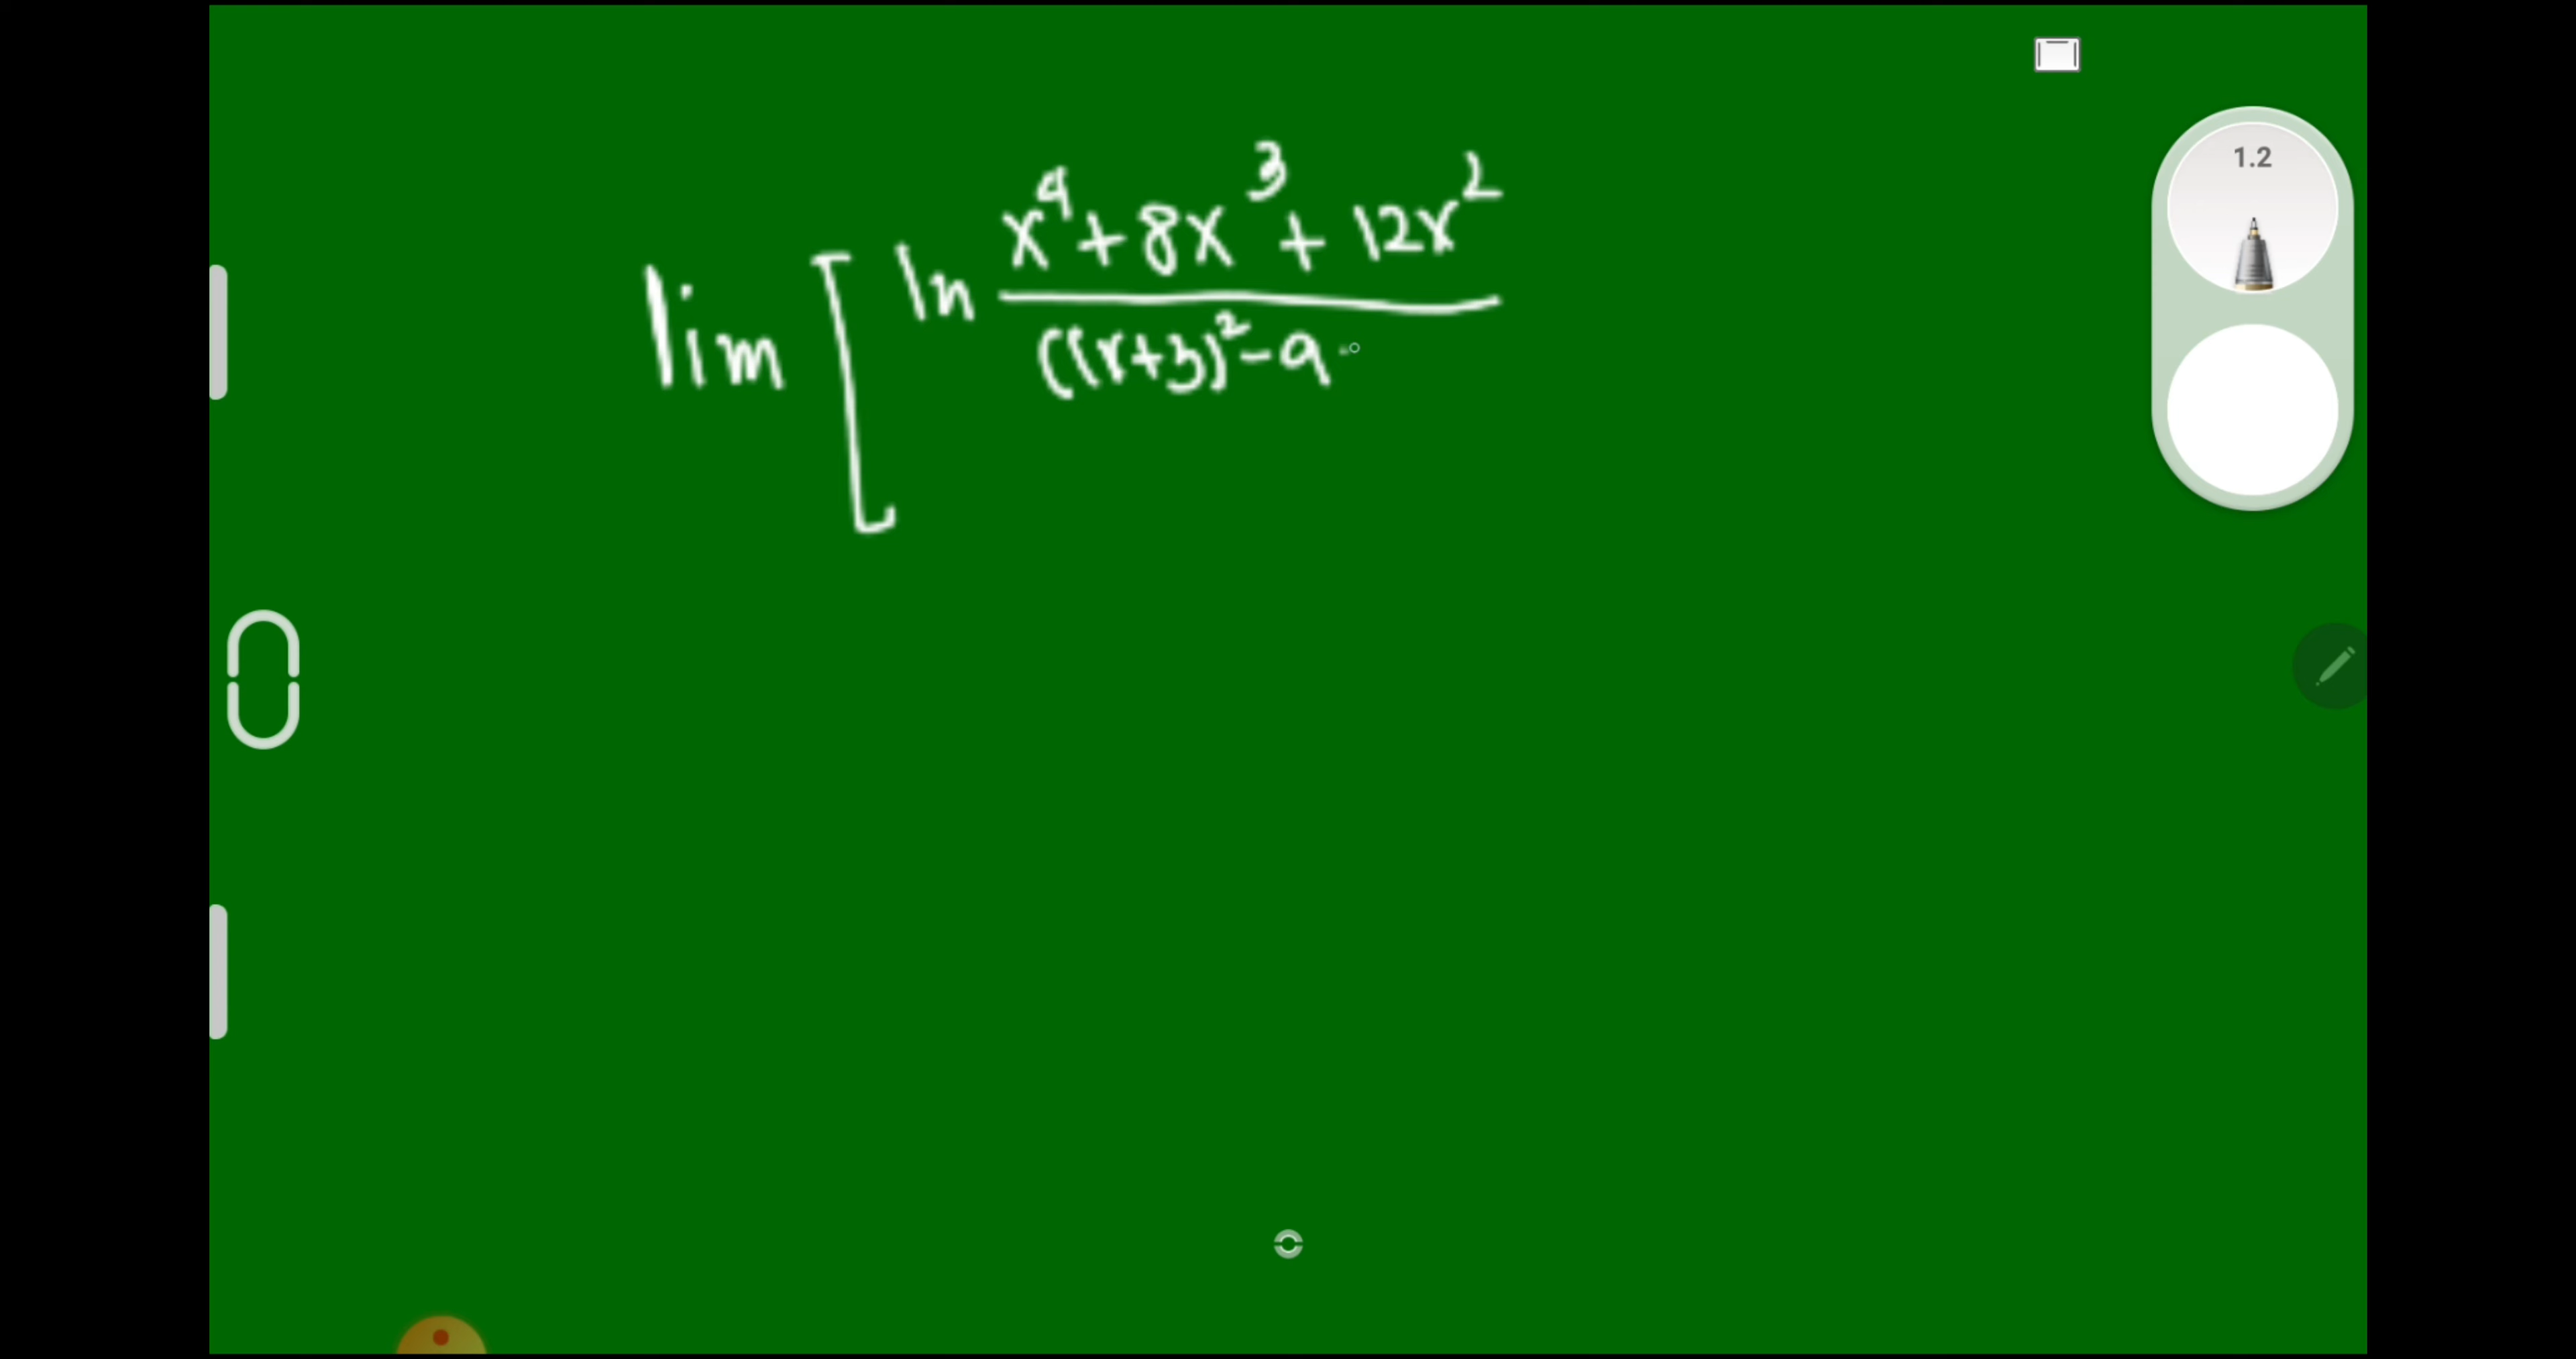 lim [ ln (x⁴ + 8x³ + 12x²) / ((x+3)² - 9
1.2